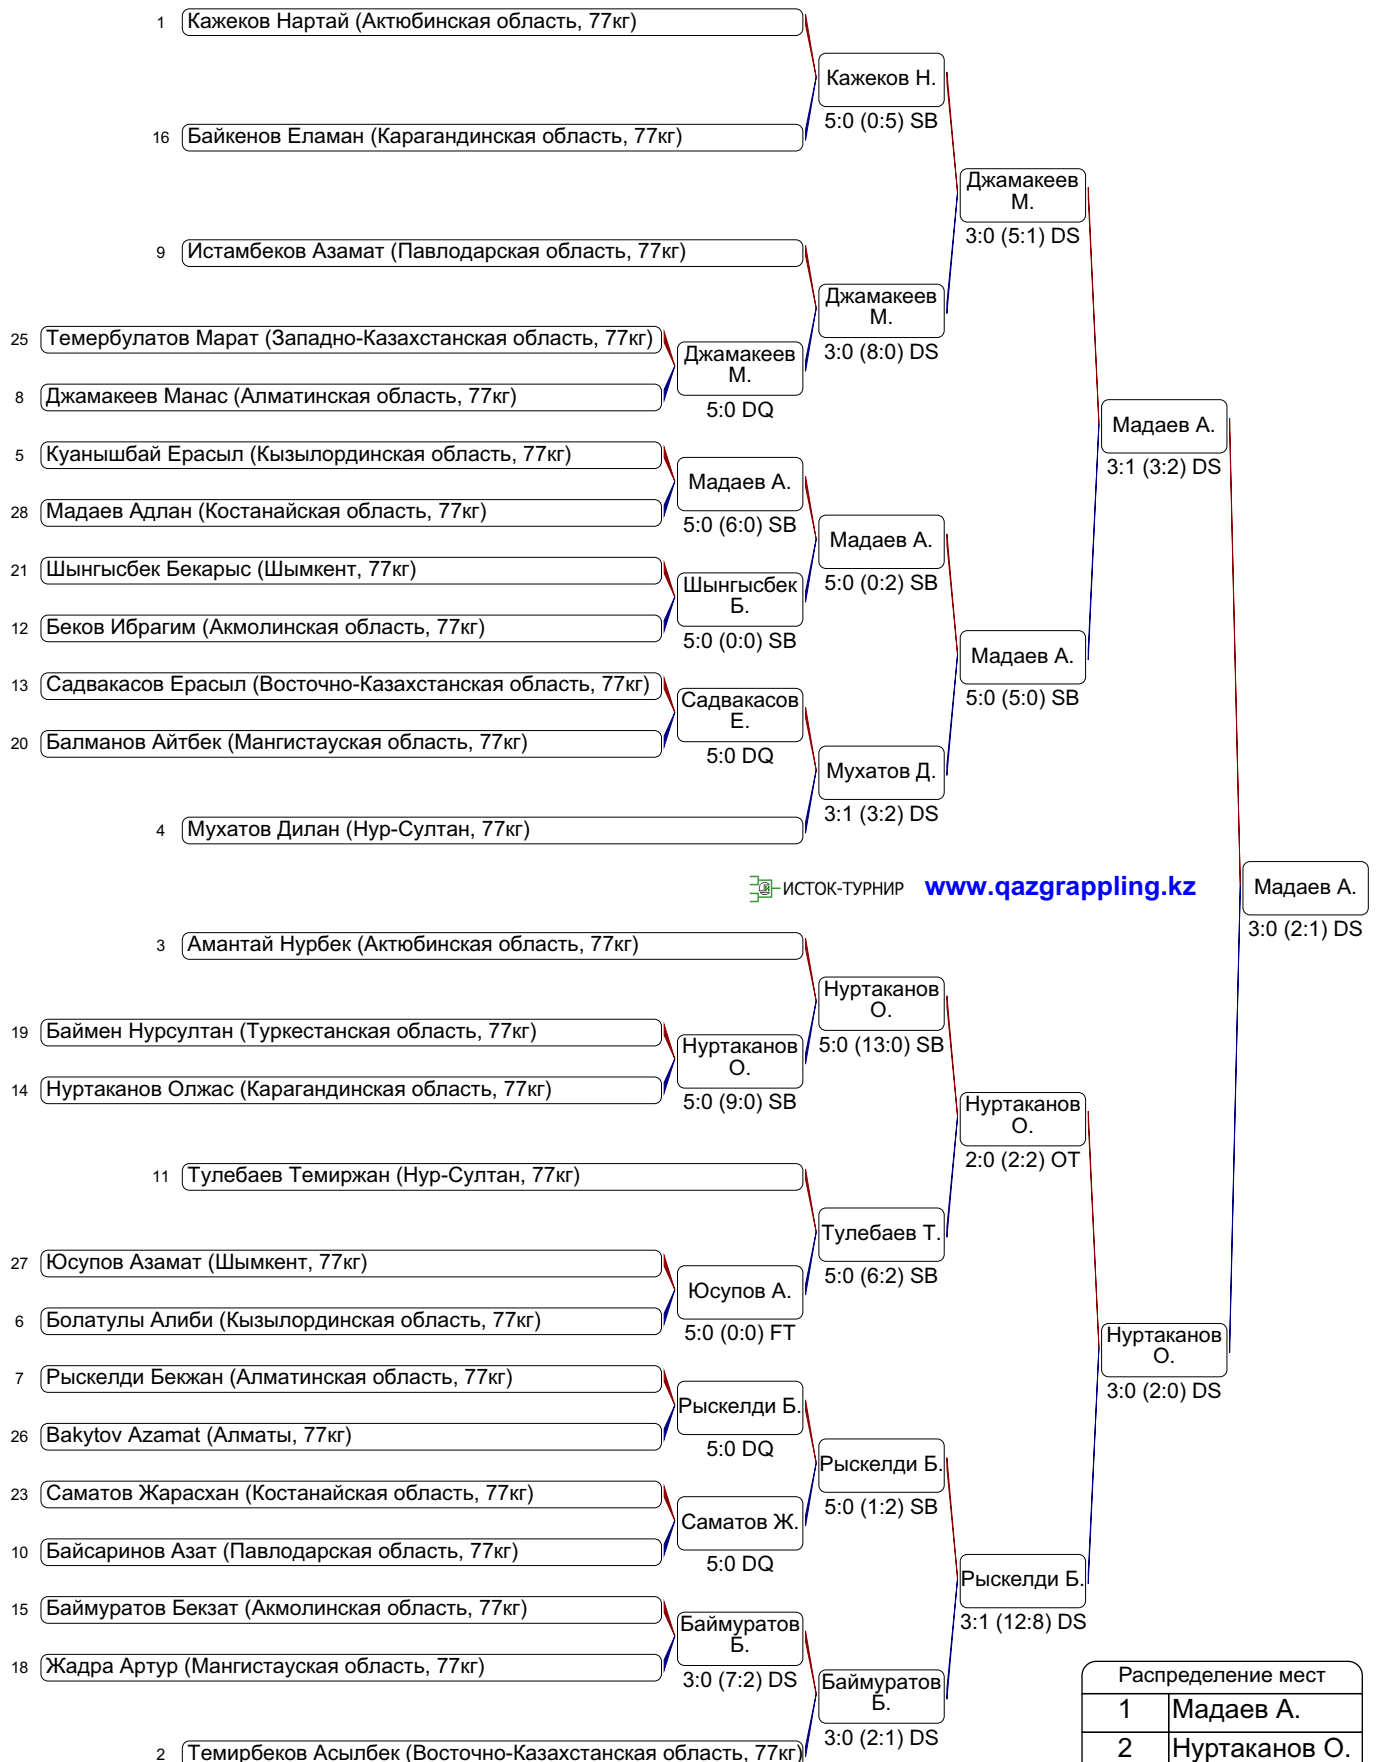 1 Кажеков Нартай (Актюбинская область, 77кг)
Кажеков Н.
5:0 (0:5) SB
16 Байкенов Еламан (Карагандинская область, 77кг)
Джамакеев
М.
3:0 (5:1) DS
9 Истамбеков Азамат (Павлодарская область, 77кг)
Джамакеев
М.
3:0 (8:0) DS
25 Темербулатов Марат (Западно-Казахстанская область, 77кг)
Джамакеев
М.
5:0 DQ
8 Джамакеев Манас (Алматинская область, 77кг)
Мадаев А.
3:1 (3:2) DS
5 Куанышбай Ерасыл (Кызылординская область, 77кг)
Мадаев А.
5:0 (6:0) SB
28 Мадаев Адлан (Костанайская область, 77кг)
Мадаев А.
5:0 (0:2) SB
21 Шынгысбек Бекарыс (Шымкент, 77кг)
Шынгысбек
Б.
5:0 (0:0) SB
12 Беков Ибрагим (Акмолинская область, 77кг)
Мадаев А.
5:0 (5:0) SB
13 Садвакасов Ерасыл (Восточно-Казахстанская область, 77кг)
Садвакасов
Е.
5:0 DQ
20 Балманов Айтбек (Мангистауская область, 77кг)
Мухатов Д.
3:1 (3:2) DS
4 Мухатов Дилан (Нур-Султан, 77кг)
ИСТОК-ТУРНИР www.qazgrappling.kz
Мадаев А.
3:0 (2:1) DS
3 Амантай Нурбек (Актюбинская область, 77кг)
Нуртаканов
О.
5:0 (13:0) SB
19 Баймен Нурсултан (Туркестанская область, 77кг)
Нуртаканов
О.
5:0 (9:0) SB
14 Нуртаканов Олжас (Карагандинская область, 77кг)
Нуртаканов
О.
2:0 (2:2) OT
11 Тулебаев Темиржан (Нур-Султан, 77кг)
Тулебаев Т.
5:0 (6:2) SB
27 Юсупов Азамат (Шымкент, 77кг)
Юсупов А.
5:0 (0:0) FT
6 Болатулы Алиби (Кызылординская область, 77кг)
Нуртаканов
О.
3:0 (2:0) DS
7 Рыскелди Бекжан (Алматинская область, 77кг)
Рыскелди Б.
5:0 DQ
26 Bakytov Azamat (Алматы, 77кг)
Рыскелди Б.
5:0 (1:2) SB
23 Саматов Жарасхан (Костанайская область, 77кг)
Саматов Ж.
5:0 DQ
10 Байсаринов Азат (Павлодарская область, 77кг)
Рыскелди Б.
3:1 (12:8) DS
15 Баймуратов Бекзат (Акмолинская область, 77кг)
Баймуратов
Б.
3:0 (7:2) DS
18 Жадра Артур (Мангистауская область, 77кг)
Баймуратов
Б.
3:0 (2:1) DS
2 Темирбеков Асылбек (Восточно-Казахстанская область, 77кг)
Распределение мест
1 Мадаев А.
2 Нуртаканов О.